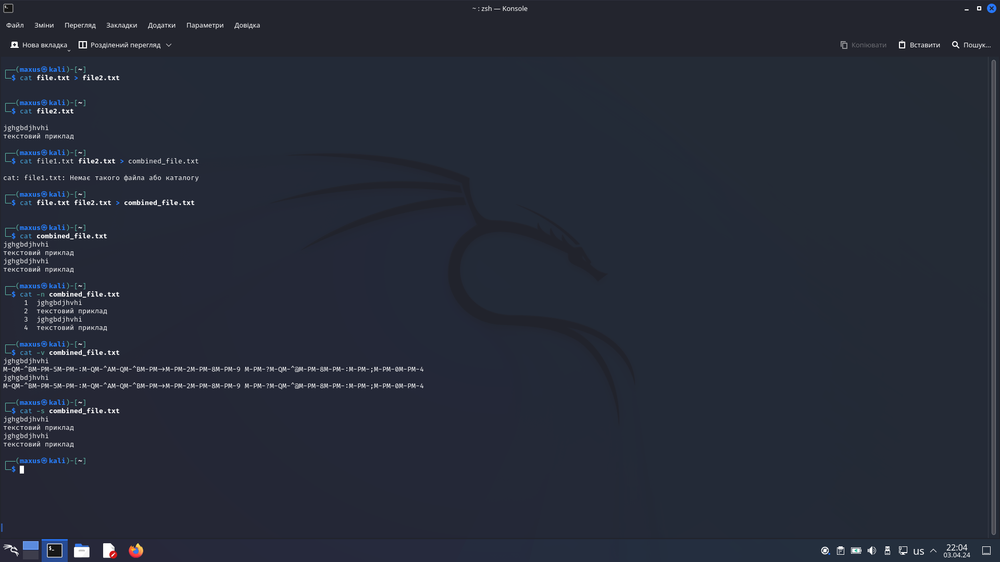 ~ : zsh — Konsole
Файл Зміни Перегляд Закладки Додатки Параметри Довідка
Нова вкладка Розділений перегляд Копіювати Вставити Пошук...
┌──(maxus㉿kali)-[~]
└─$ cat file.txt > file2.txt
┌──(maxus㉿kali)-[~]
└─$ cat file2.txt
jghgbdjhvhi
текстовий приклад
┌──(maxus㉿kali)-[~]
└─$ cat file1.txt file2.txt > combined_file.txt
cat: file1.txt: Немає такого файла або каталогу
┌──(maxus㉿kali)-[~]
└─$ cat file.txt file2.txt > combined_file.txt
┌──(maxus㉿kali)-[~]
└─$ cat combined_file.txt
jghgbdjhvhi
текстовий приклад
jghgbdjhvhi
текстовий приклад
┌──(maxus㉿kali)-[~]
└─$ cat -n combined_file.txt
1 jghgbdjhvhi
2 текстовий приклад
3 jghgbdjhvhi
4 текстовий приклад
┌──(maxus㉿kali)-[~]
└─$ cat -v combined_file.txt
jghgbdjhvhi
M-QM-^BM-PM-5M-PM-:M-QM-^AM-QM-^BM-PM->M-PM-2M-PM-8M-PM-9 M-PM-?M-QM-^@M-PM-8M-PM-:M-PM-;M-PM-0M-PM-4
jghgbdjhvhi
M-QM-^BM-PM-5M-PM-:M-QM-^AM-QM-^BM-PM->M-PM-2M-PM-8M-PM-9 M-PM-?M-QM-^@M-PM-8M-PM-:M-PM-;M-PM-0M-PM-4
┌──(maxus㉿kali)-[~]
└─$ cat -s combined_file.txt
jghgbdjhvhi
текстовий приклад
jghgbdjhvhi
текстовий приклад
┌──(maxus㉿kali)-[~]
└─$
us 22:04
03.04.24